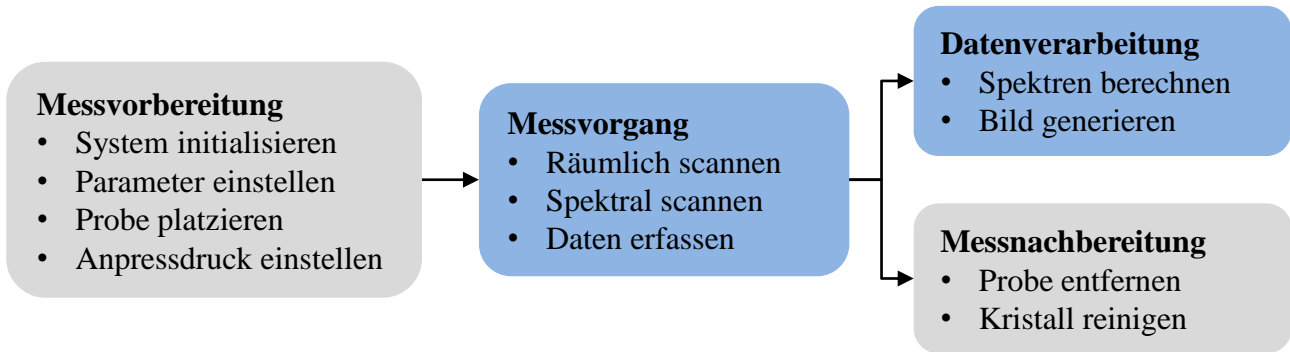 Messvorbereitung
• System initialisieren
• Parameter einstellen
• Probe platzieren
• Anpressdruck einstellen
Messvorgang
• Räumlich scannen
• Spektral scannen
• Daten erfassen
Datenverarbeitung
• Spektren berechnen
• Bild generieren
Messnachbereitung
• Probe entfernen
• Kristall reinigen